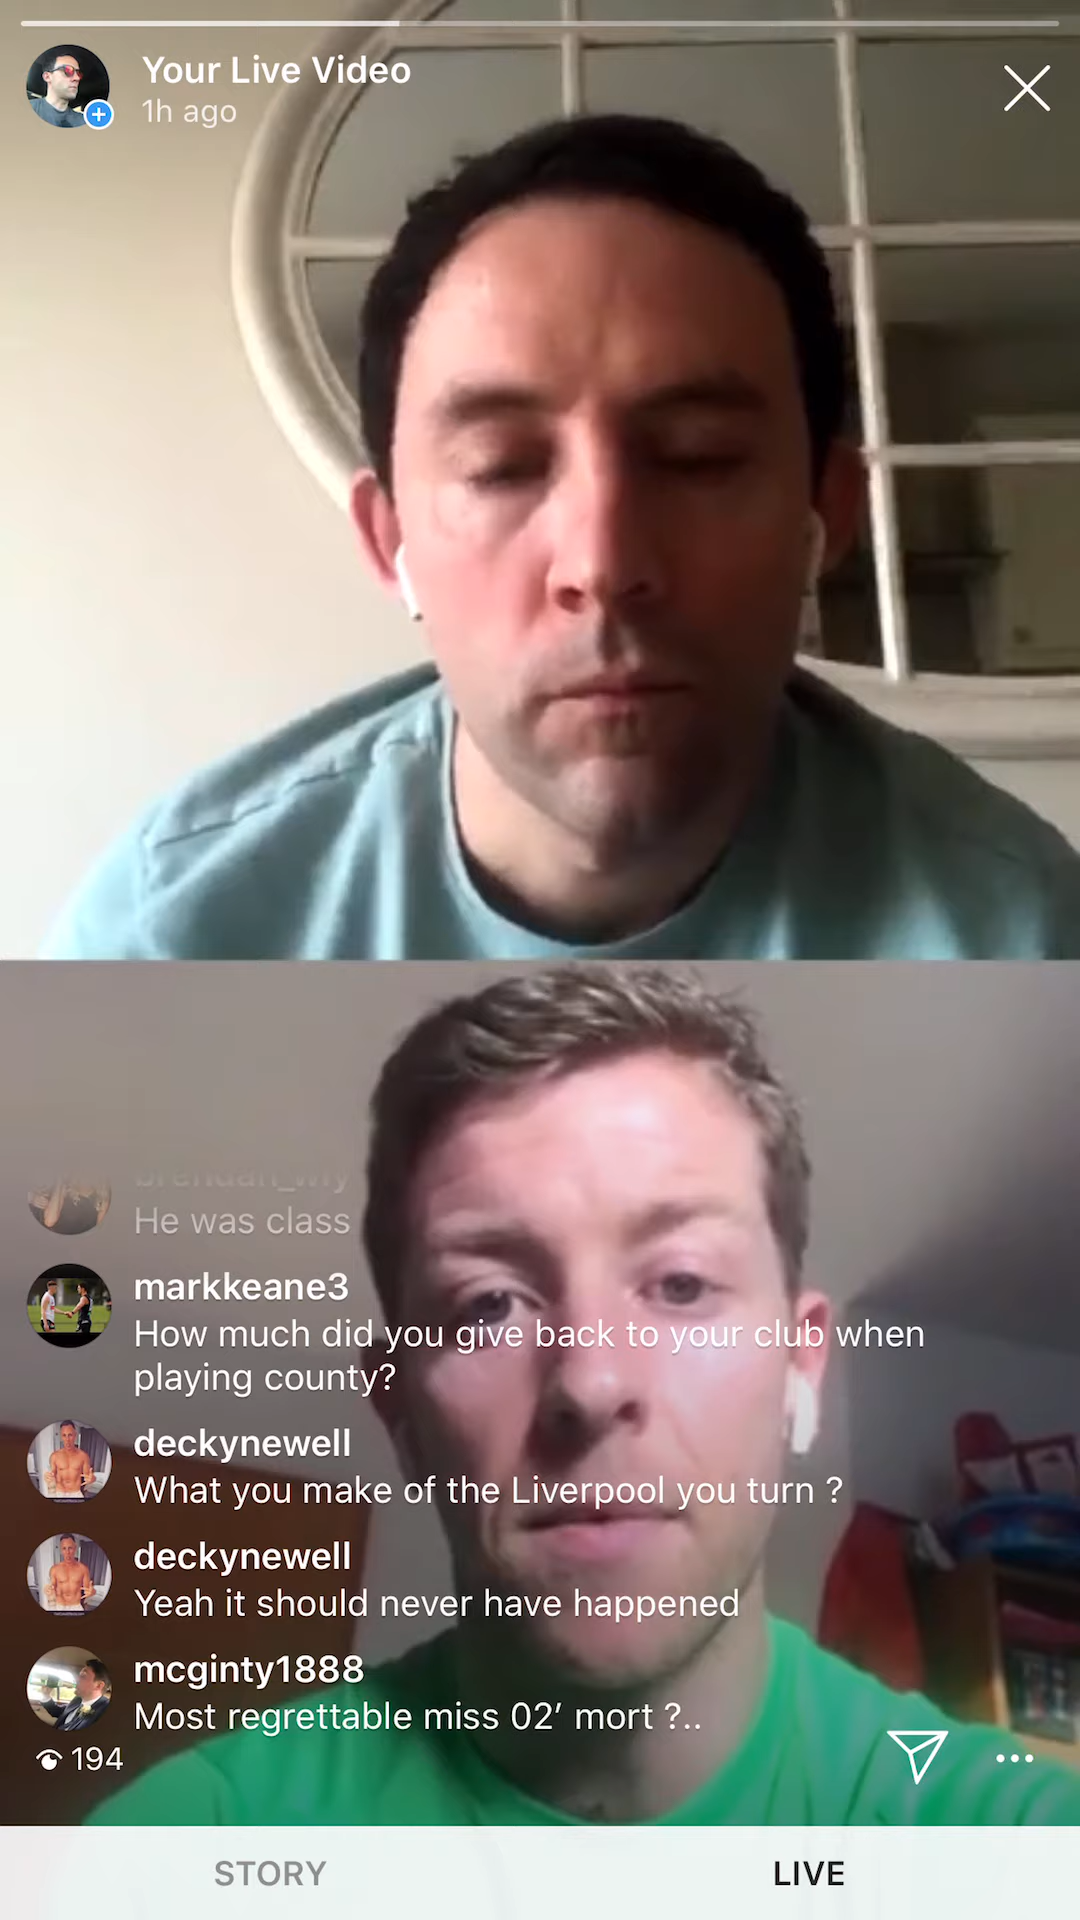 Your Live Video
1h ago
He was class
markkeane3
How much did you give back to your club when
playing county?
deckynewell
What you make of the Liverpool you turn ?
deckynewell
Yeah it should never have happened
mcginty1888
Most regrettable miss 02’ mort ?..
194
STORY
LIVE